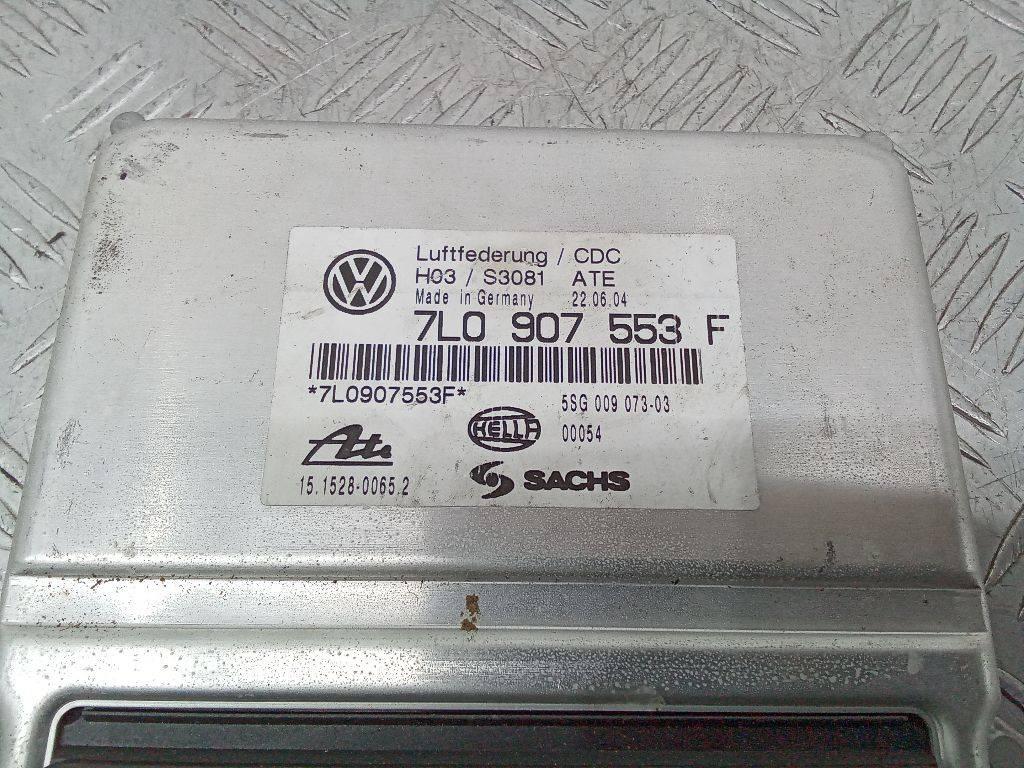 Luftfederung / CDC
H03 / S3081 ATE
Made in Germany 22.06.04
7L0 907 553 F
*7L0907553F*
5SG 009 073-03
HELLA
00054
Ate
15.1528-0065.2
SACHS